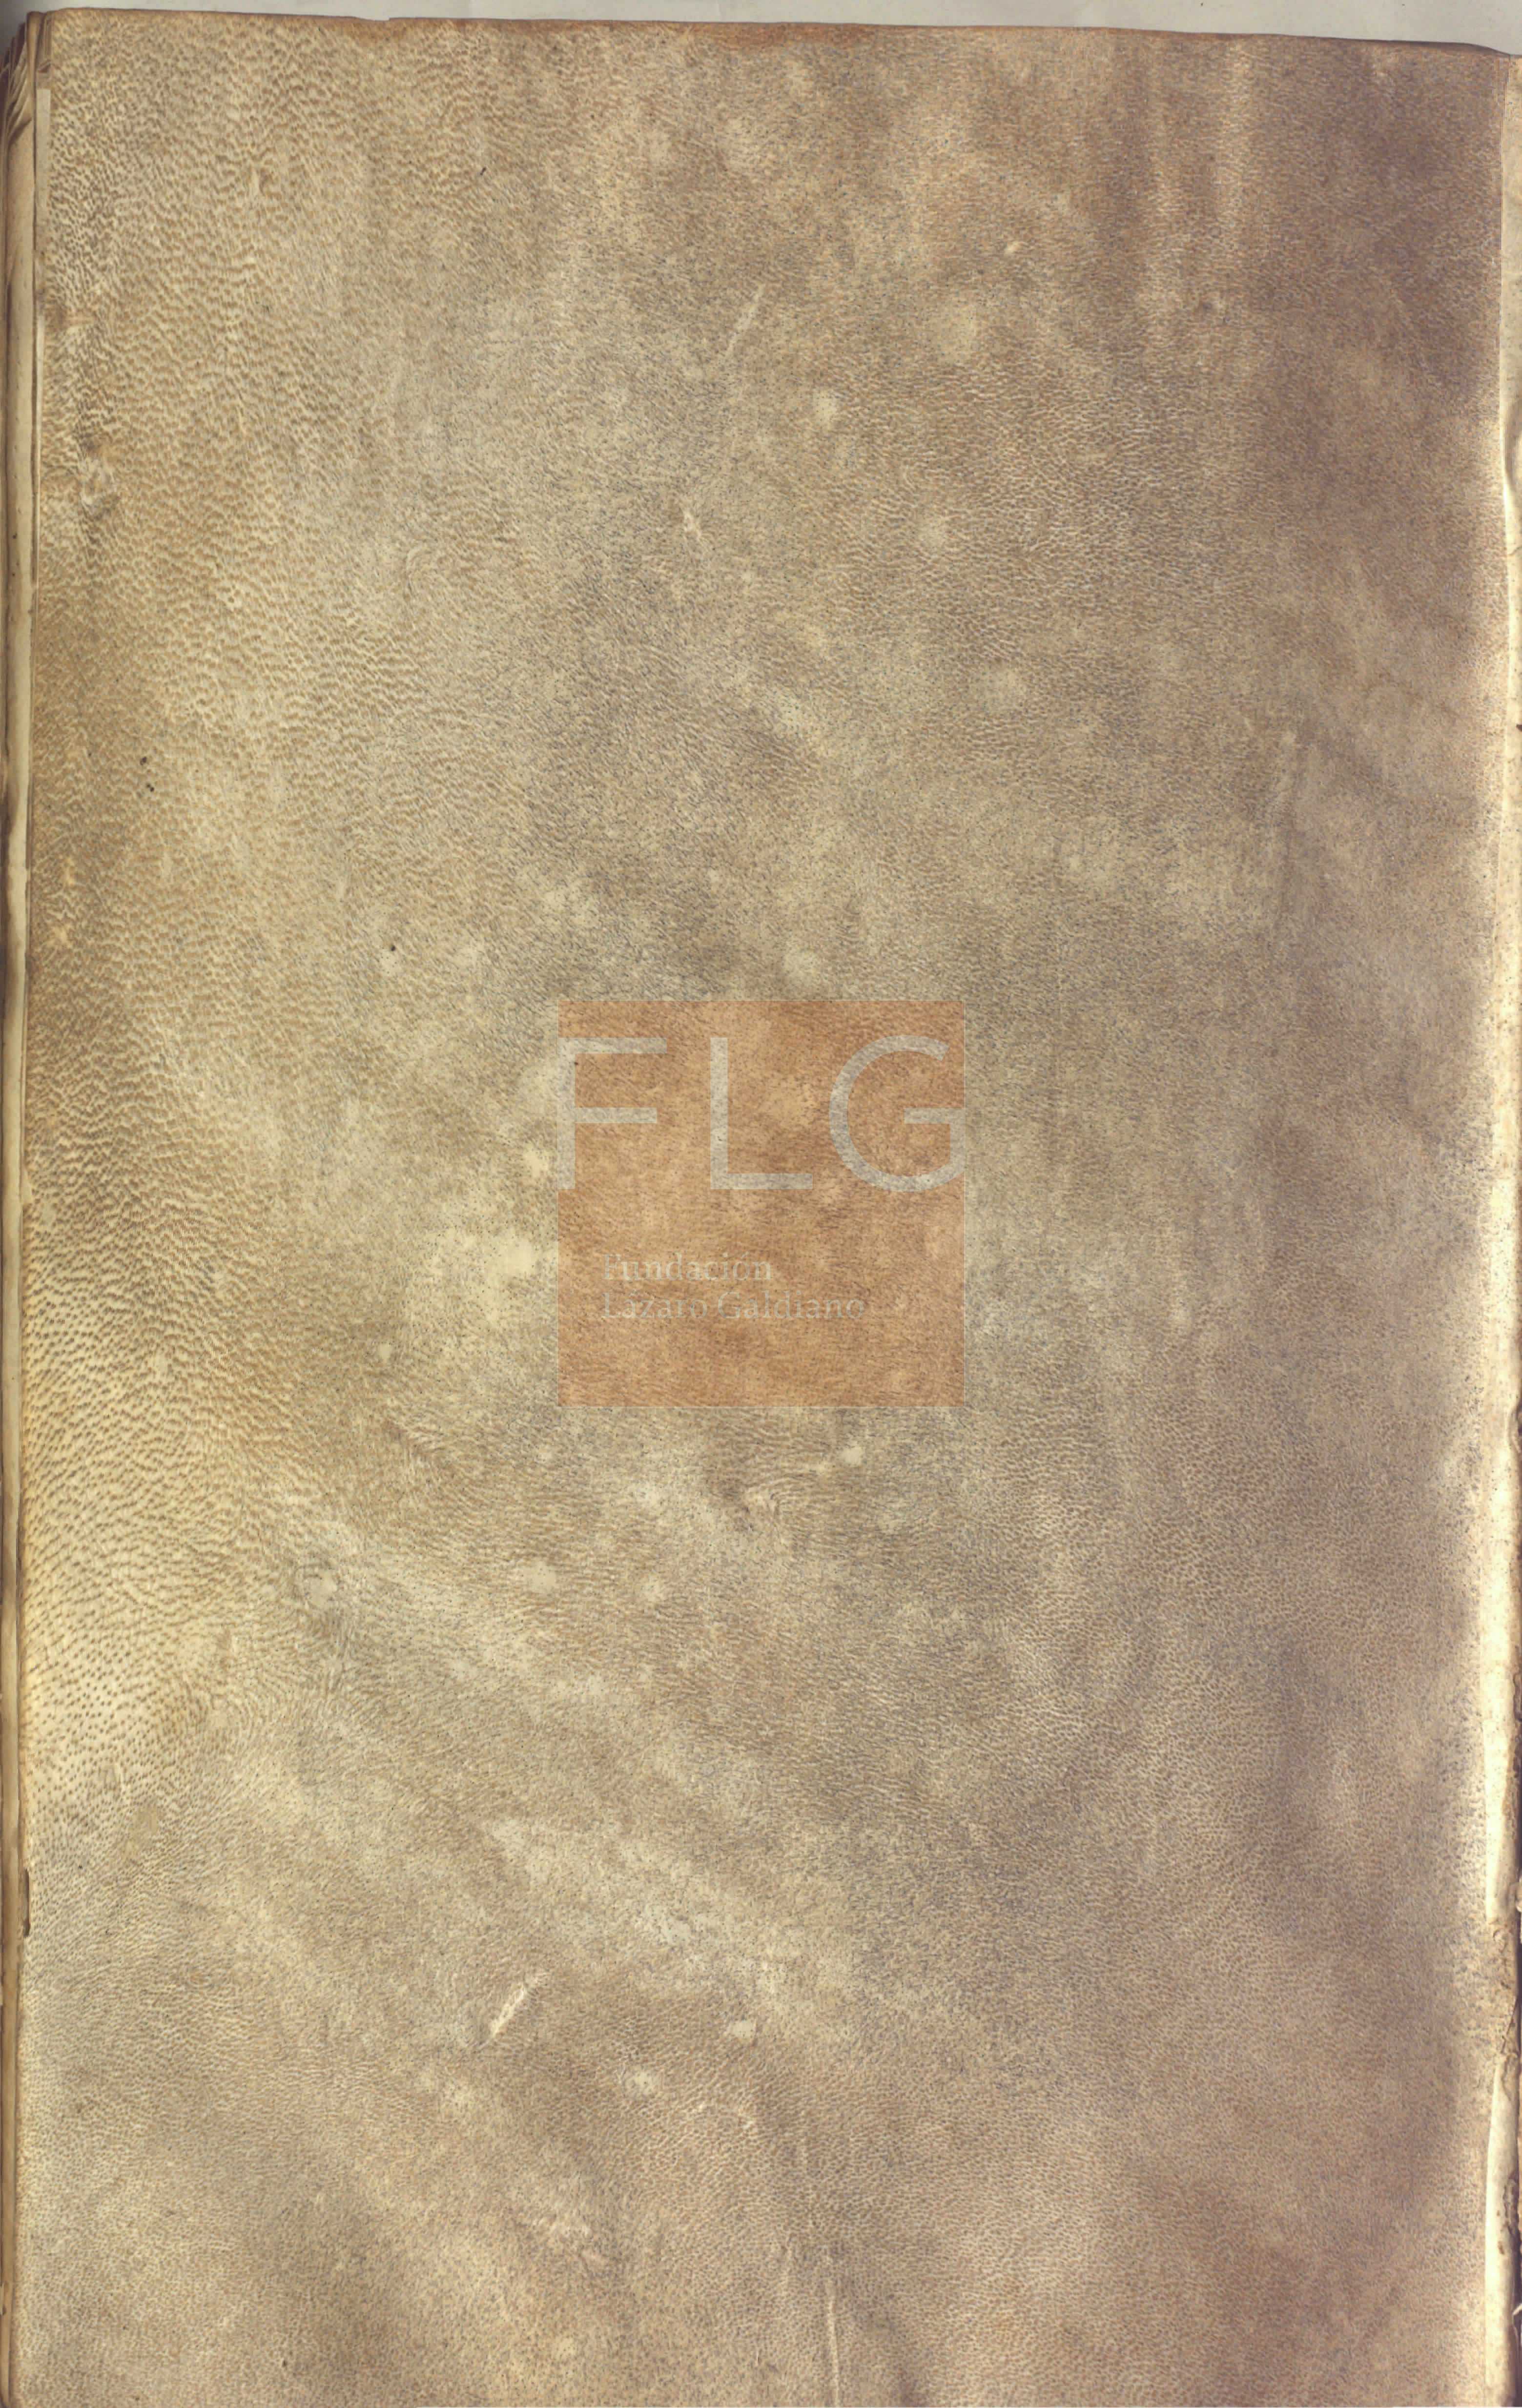 FLG
Fundación
Lázaro Galdiano